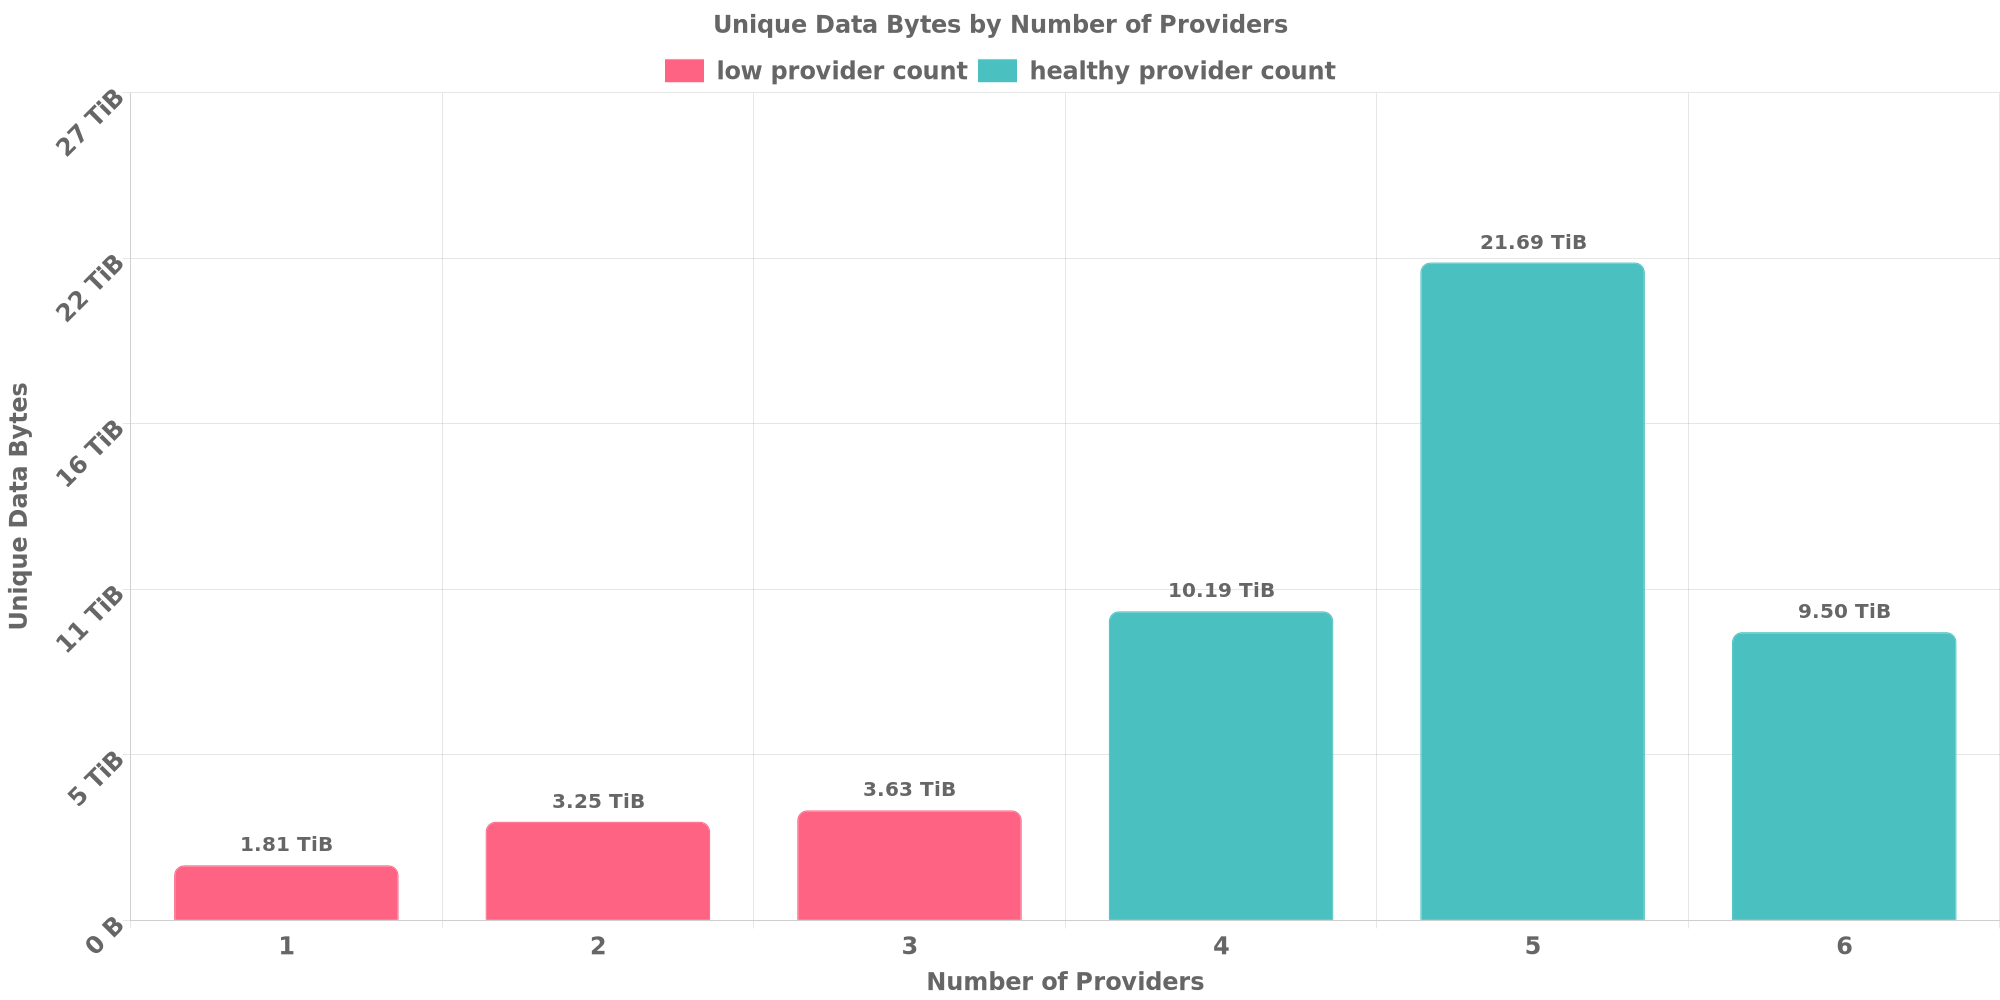 Unique Data Bytes by Number of Providers
low provider count healthy provider count
27 TiB
22 TiB
16 TiB
11 TiB
5 TiB
0 B
Unique Data Bytes
1.81 TiB
3.25 TiB
3.63 TiB
10.19 TiB
21.69 TiB
9.50 TiB
1 2 3 4 5 6
Number of Providers